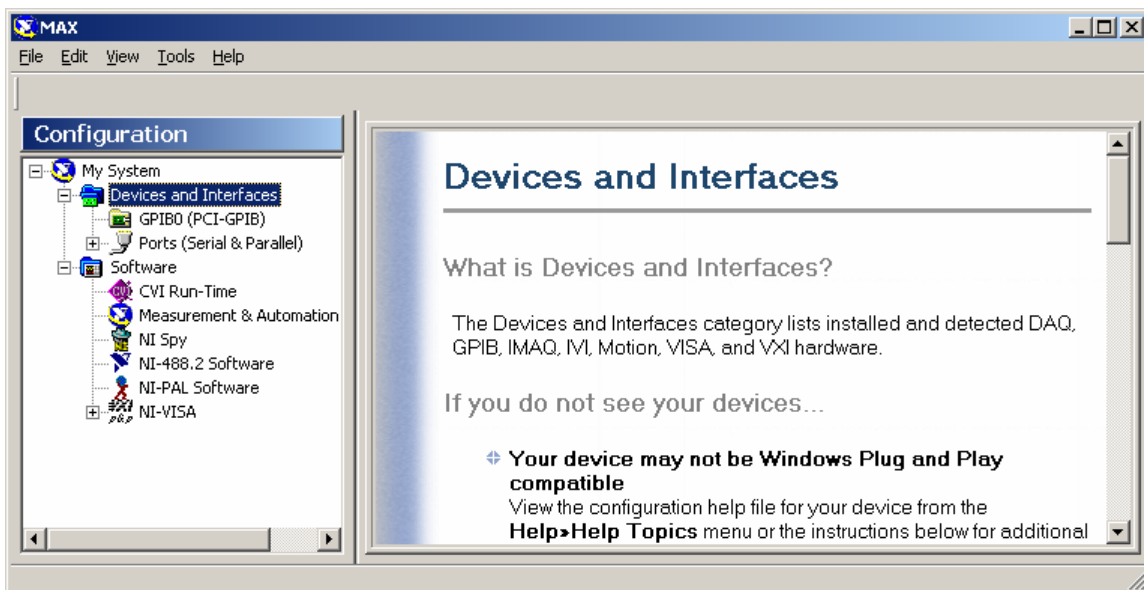 MAX
File Edit View Tools Help
Configuration
My System
Devices and Interfaces
GPIB0 (PCI-GPIB)
Ports (Serial & Parallel)
Software
CVI Run-Time
Measurement & Automation
NI Spy
NI-488.2 Software
NI-PAL Software
NI-VISA
Devices and Interfaces
What is Devices and Interfaces?
The Devices and Interfaces category lists installed and detected DAQ,
GPIB, IMAQ, IVI, Motion, VISA, and VXI hardware.
If you do not see your devices...
Your device may not be Windows Plug and Play
compatible
View the configuration help file for your device from the
Help»Help Topics menu or the instructions below for additional